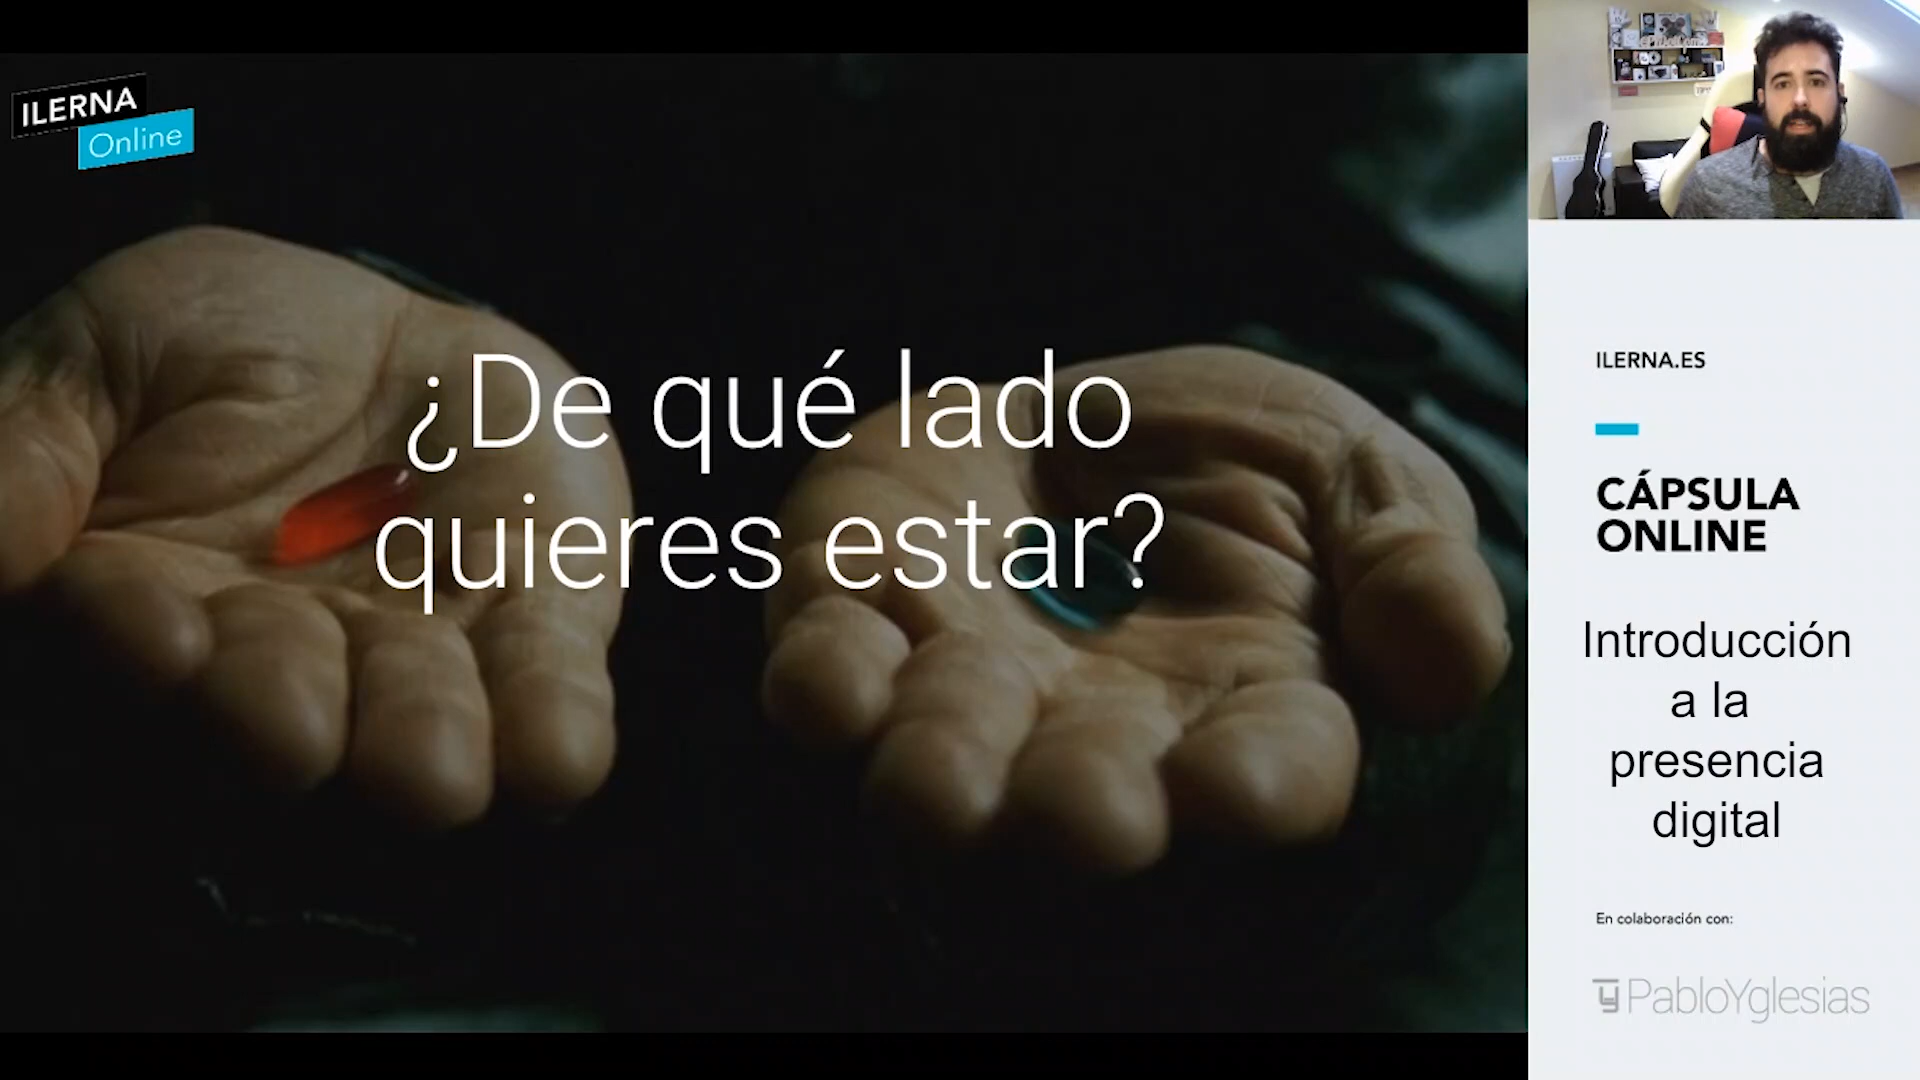 ILERNA
Online
¿De qué lado
quieres estar?
ILERNA.ES
CÁPSULA
ONLINE
Introducción
a la
presencia
digital
En colaboración con:
PabloYglesias